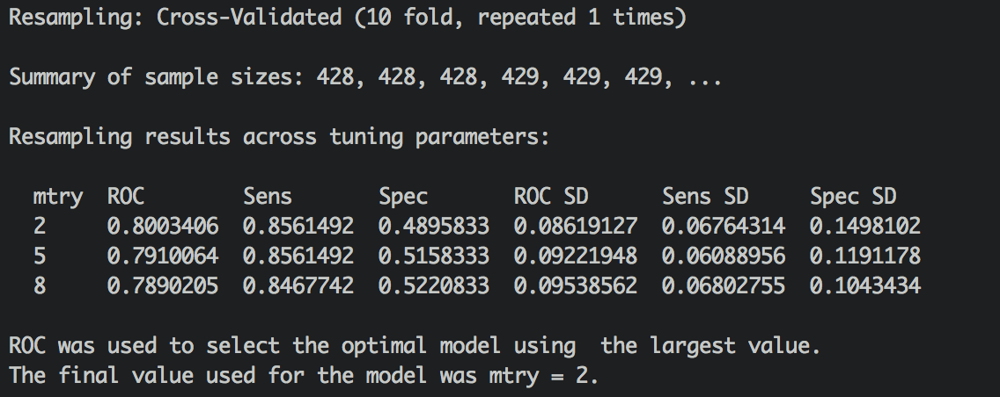 Resampling: Cross-Validated (10 fold, repeated 1 times)
Summary of sample sizes: 428, 428, 428, 429, 429, 429, ...
Resampling results across tuning parameters:
mtry  ROC        Sens       Spec       ROC SD      Sens SD     Spec SD
2     0.8003406  0.8561492  0.4895833  0.08619127  0.06764314  0.1498102
5     0.7910064  0.8561492  0.5158333  0.09221948  0.06088956  0.1191178
8     0.7890205  0.8467742  0.5220833  0.09538562  0.06802755  0.1043434
ROC was used to select the optimal model using  the largest value.
The final value used for the model was mtry = 2.